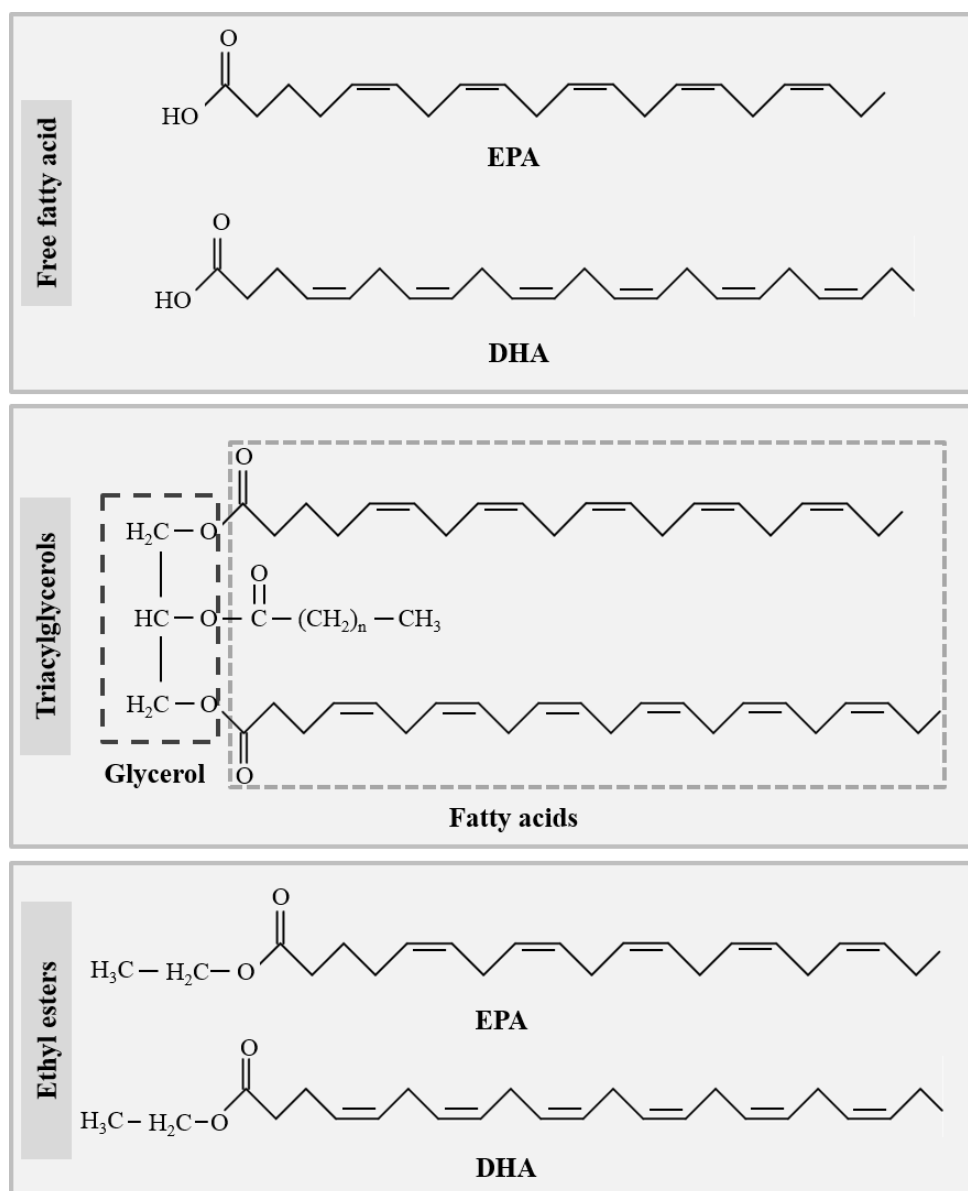 Free fatty acid
O
HO
EPA
O
HO
DHA
Triacylglycerols
O
H₂C – O
O
HC – O – C – (CH₂)ₙ – CH₃
H₂C – O
O
Glycerol
Fatty acids
Ethyl esters
O
H₃C – H₂C – O
EPA
O
H₃C – H₂C – O
DHA